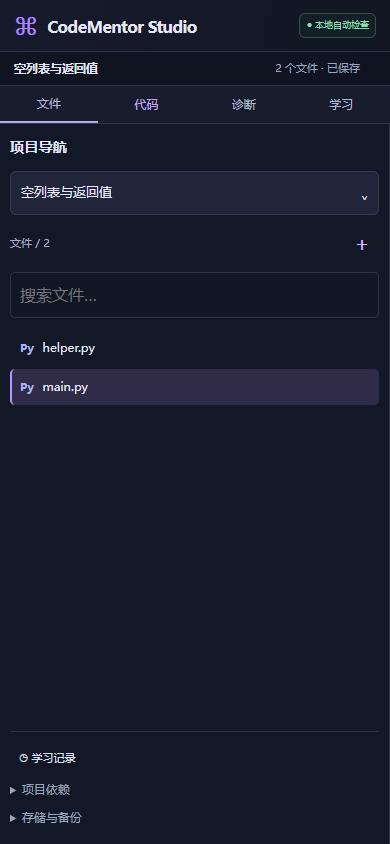 ⌘ CodeMentor Studio ● 本地自动检查
空列表与返回值 2 个文件 · 已保存
文件 代码 诊断 学习
项目导航
空列表与返回值
文件 / 2 +
搜索文件...
Py helper.py
Py main.py
◷ 学习记录
▶ 项目依赖
▶ 存储与备份